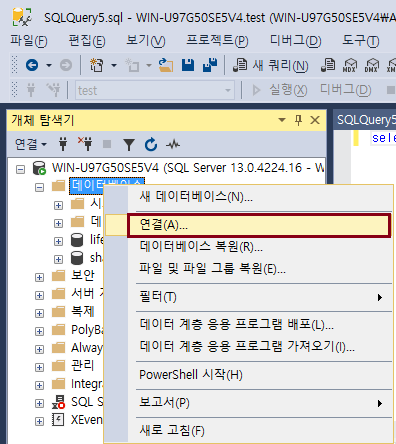 SQLQuery5.sql - WIN-U97G50SE5V4.test (WIN-U97G50SE5V4\A
파일(F) 편집(E) 보기(V) 프로젝트(P) 디버그(D) 도구(T)
새 쿼리(N) MDX DMX
test 실행(X) 디버그(D)
개체 탐색기
SQLQuery5
연결
sele
WIN-U97G50SE5V4 (SQL Server 13.0.4224.16 - W
데이터베이스
새 데이터베이스(N)...
시
연결(A)...
데
life
데이터베이스 복원(R)...
sha
파일 및 파일 그룹 복원(E)...
보안
서버 개
필터(T)
복제
PolyBa
데이터 계층 응용 프로그램 배포(L)...
Alway
데이터 계층 응용 프로그램 가져오기(I)...
관리
PowerShell 시작(H)
Integra
SQL S
보고서(P)
XEven
새로 고침(F)